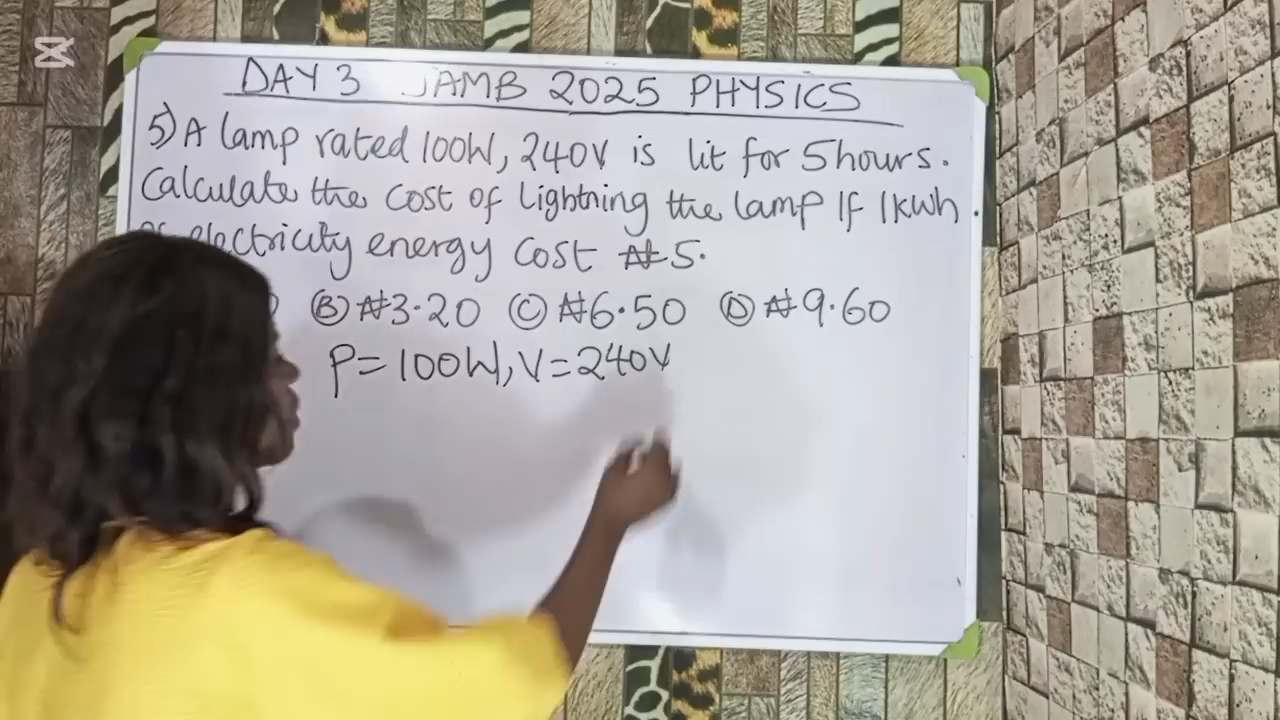 DAY 3 JAMB 2025 PHYSICS
5) A lamp rated 100W, 240V is lit for 5hours.
Calculate the cost of lightning the lamp If 1kwh
electricity energy cost ₦5.
Ⓑ ₦3.20 Ⓒ ₦6.50 Ⓓ ₦9.60
P=100W, V=240V